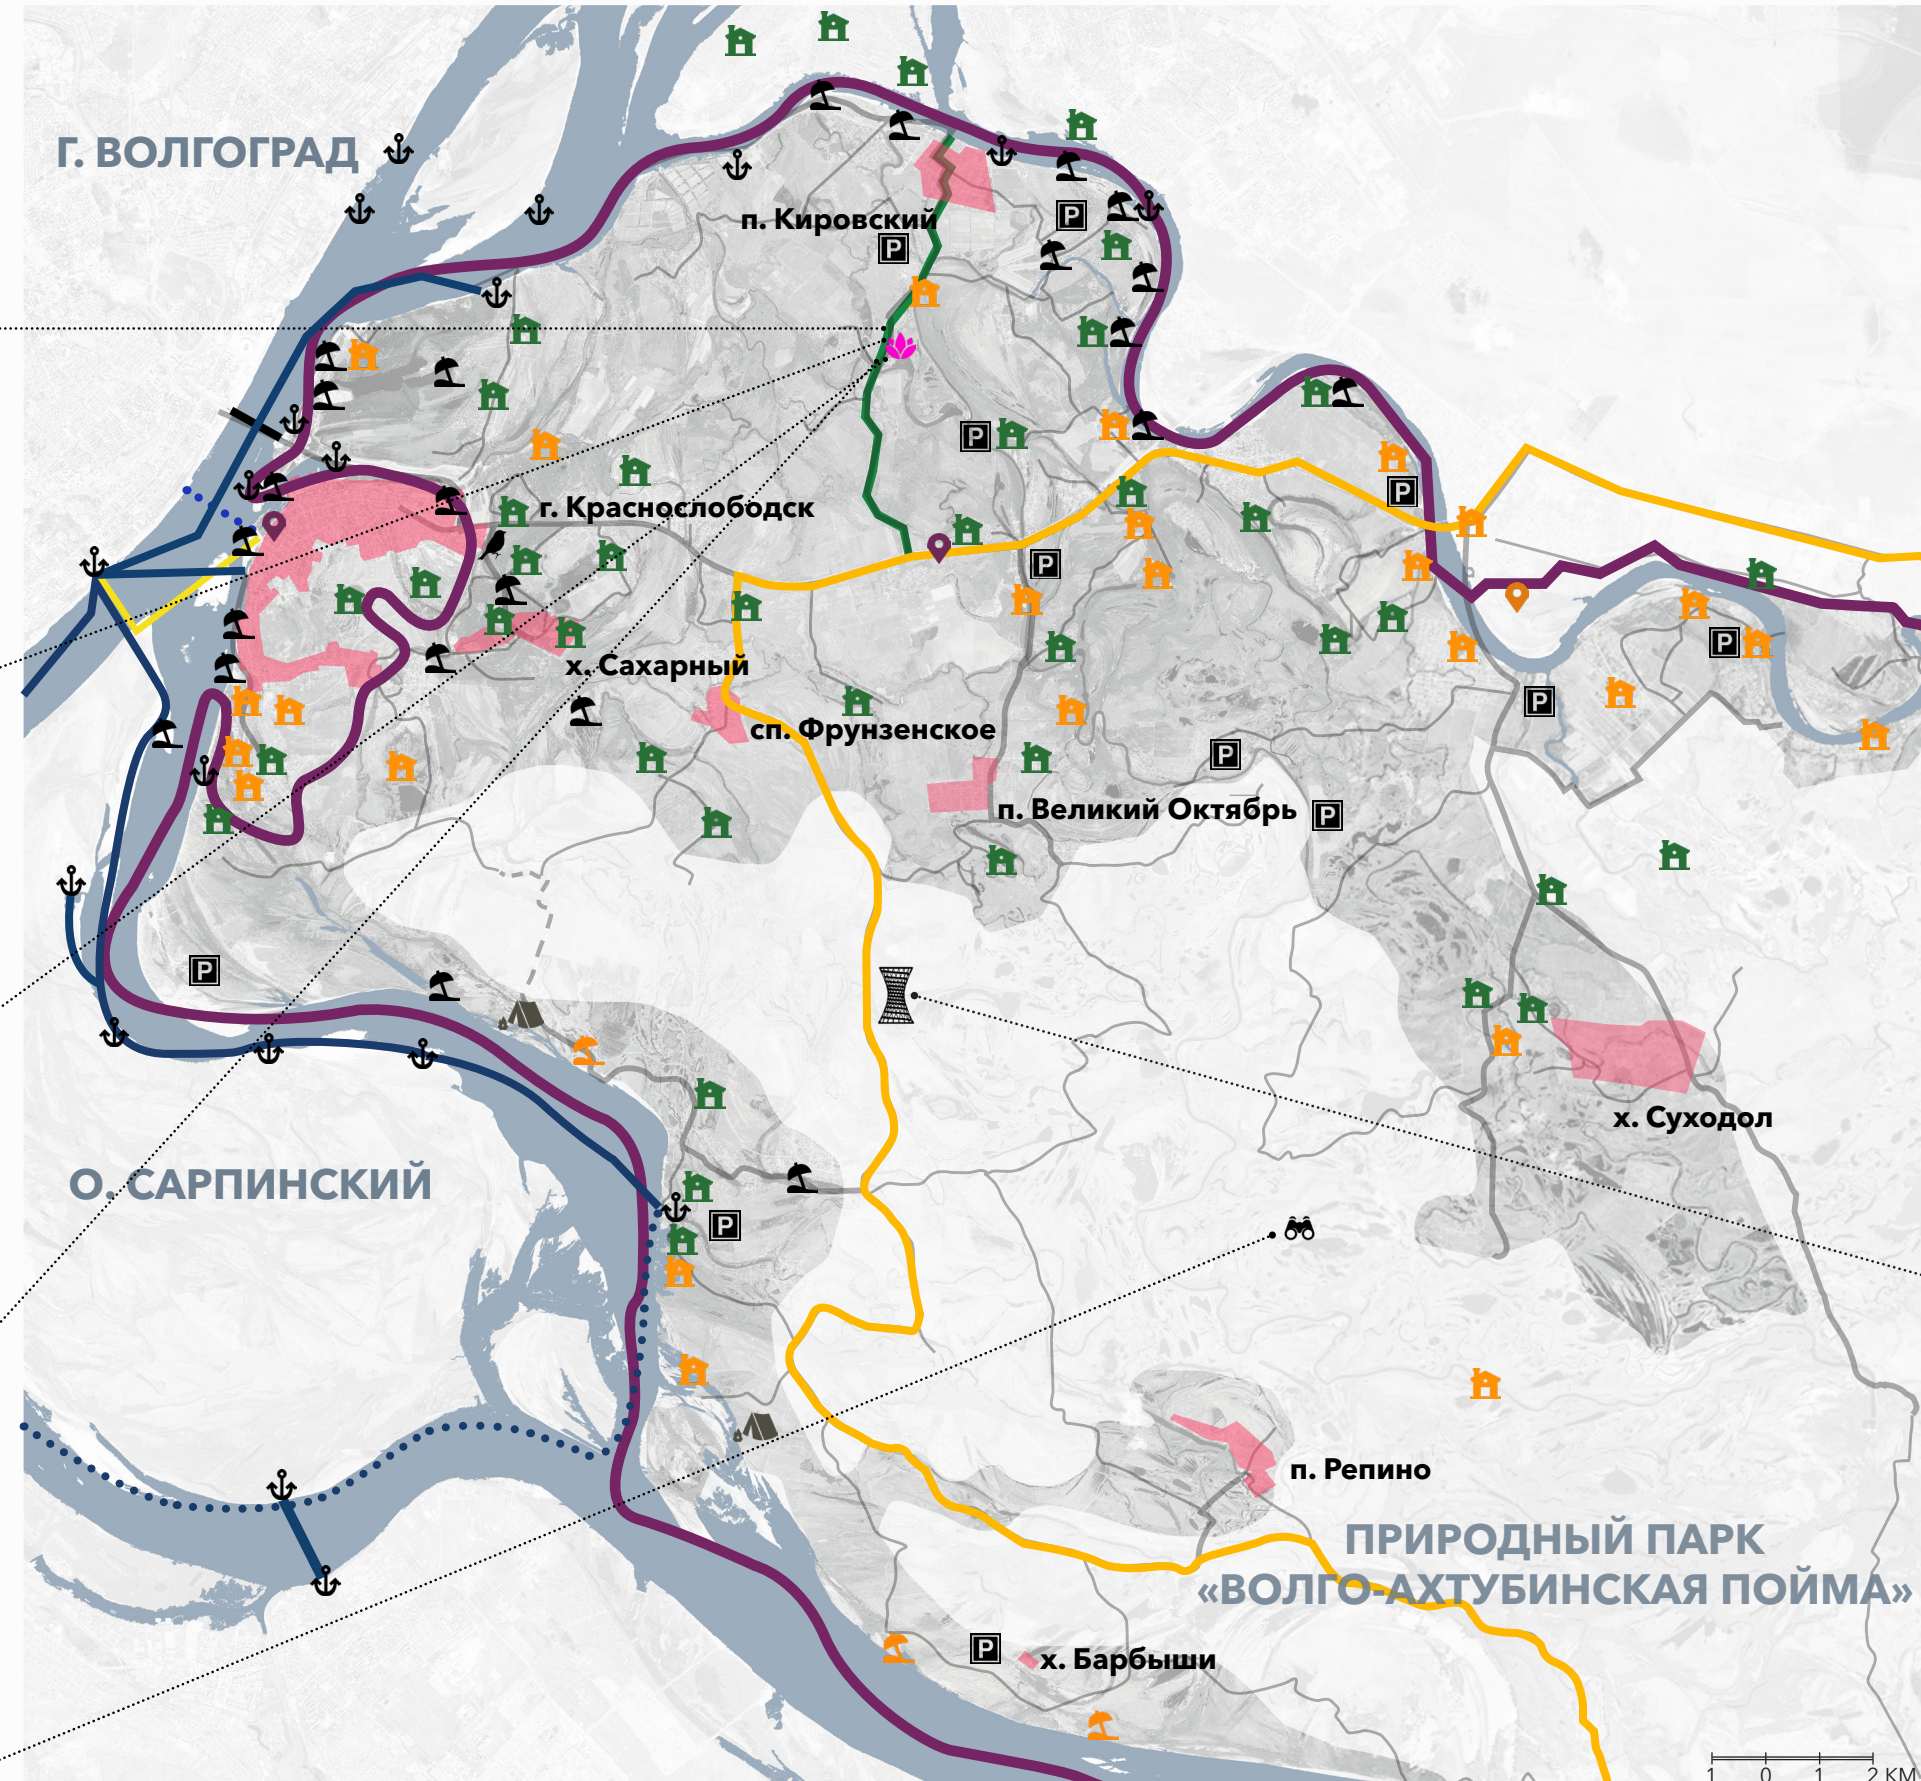 Г. ВОЛГОГРАД
п. Кировский
P
P
P
г. Краснослободск
P
P
х. Сахарный
P
сп. Фрунзенское
P
P
п. Великий Октябрь
P
P
х. Суходол
О. САРПИНСКИЙ
P
п. Репино
ПРИРОДНЫЙ ПАРК
«ВОЛГО-АХТУБИНСКАЯ ПОЙМА»
P
х. Барбыши
1 0 1 2 КМ